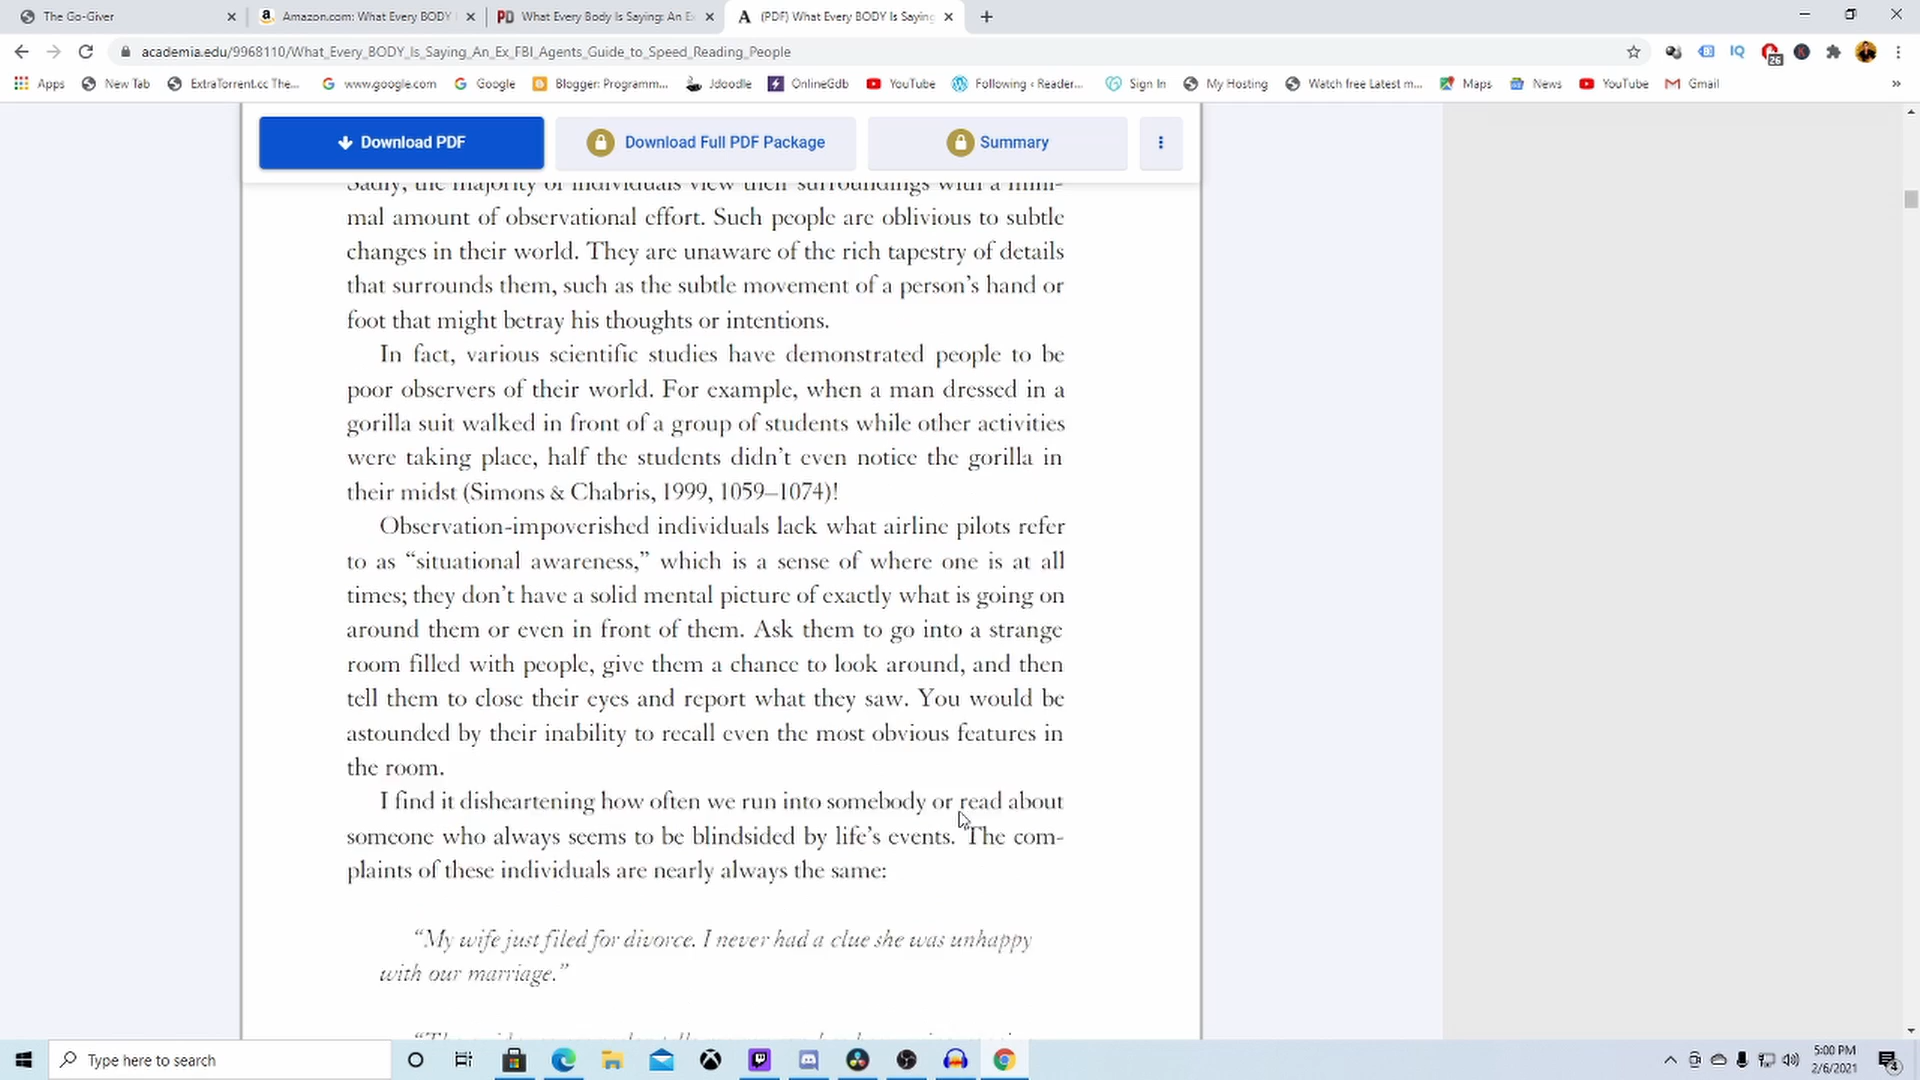 The Go-Giver
Amazon.com: What Every BODY I
What Every Body Is Saying: An Ex
(PDF) What Every BODY Is Saying
academia.edu/9968110/What_Every_BODY_Is_Saying_An_Ex_FBI_Agents_Guide_to_Speed_Reading_People
IQ
26
Apps
New Tab
ExtraTorrent.cc The...
www.google.com
Google
Blogger: Programm...
Jdoodle
OnlineGdb
YouTube
Following ‹ Reader...
Sign In
My Hosting
Watch free Latest m...
Maps
News
YouTube
Gmail
Download PDF
Download Full PDF Package
Summary
Sadly, the majority of individuals view their surroundings with a mini-
mal amount of observational effort. Such people are oblivious to subtle
changes in their world. They are unaware of the rich tapestry of details
that surrounds them, such as the subtle movement of a person's hand or
foot that might betray his thoughts or intentions.
In fact, various scientific studies have demonstrated people to be
poor observers of their world. For example, when a man dressed in a
gorilla suit walked in front of a group of students while other activities
were taking place, half the students didn't even notice the gorilla in
their midst (Simons & Chabris, 1999, 1059–1074)!
Observation-impoverished individuals lack what airline pilots refer
to as “situational awareness,” which is a sense of where one is at all
times; they don't have a solid mental picture of exactly what is going on
around them or even in front of them. Ask them to go into a strange
room filled with people, give them a chance to look around, and then
tell them to close their eyes and report what they saw. You would be
astounded by their inability to recall even the most obvious features in
the room.
I find it disheartening how often we run into somebody or read about
someone who always seems to be blindsided by life's events. The com-
plaints of these individuals are nearly always the same:
“My wife just filed for divorce. I never had a clue she was unhappy
with our marriage.”
Type here to search
5:00 PM
2/6/2021
4